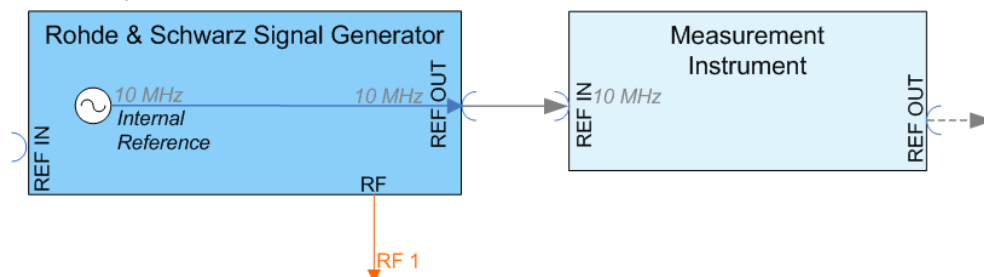 Rohde & Schwarz Signal Generator
10 MHz
Internal
Reference
10 MHz
REF OUT
REF IN
RF
RF 1
Measurement
Instrument
REF IN
10 MHz
REF OUT